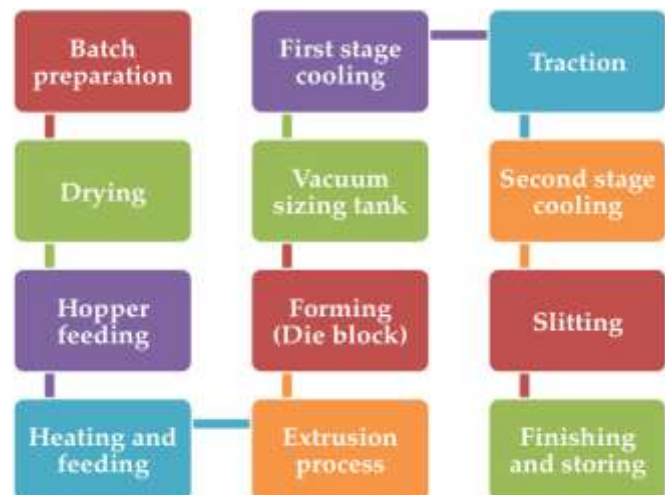 Batch
preparation
Drying
Hopper
feeding
Heating and
feeding
Extrusion
process
Forming
(Die block)
Vacuum
sizing tank
First stage
cooling
Traction
Second stage
cooling
Slitting
Finishing
and storing